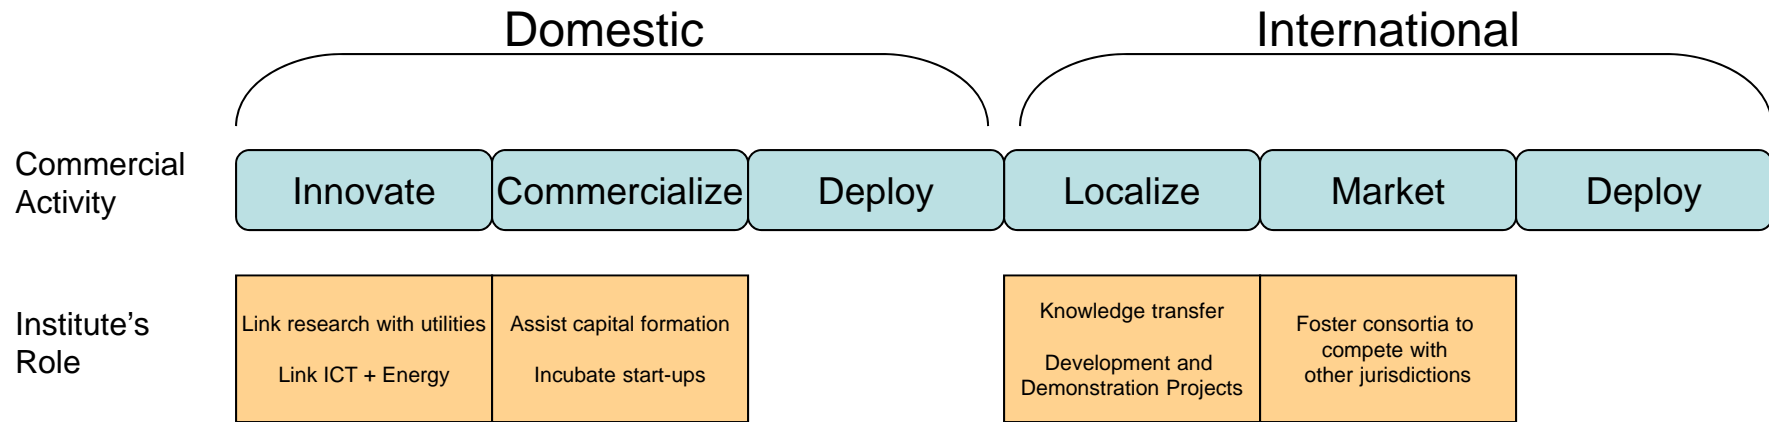 Domestic
International
Commercial
Activity
Innovate
Commercialize
Deploy
Localize
Market
Deploy
Institute's
Role
Link research with utilities
Link ICT + Energy
Assist capital formation
Incubate start-ups
Knowledge transfer
Development and
Demonstration Projects
Foster consortia to
compete with
other jurisdictions